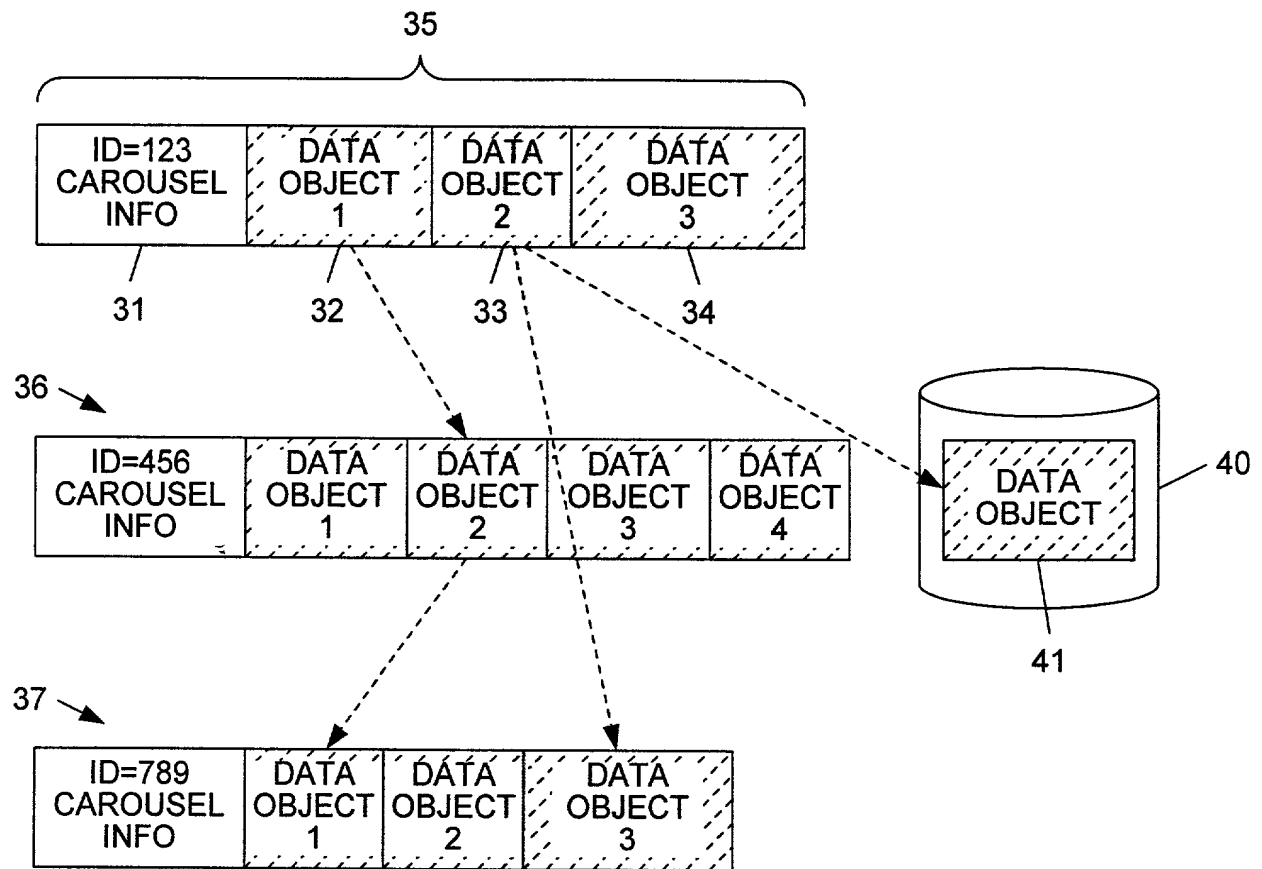 35
ID=123
CAROUSEL
INFO
DATA
OBJECT
1
DATA
OBJECT
2
DATA
OBJECT
3
31
32
33
34
36
ID=456
CAROUSEL
INFO
DATA
OBJECT
1
DATA
OBJECT
2
DATA
OBJECT
3
DATA
OBJECT
4
DATA
OBJECT
40
41
37
ID=789
CAROUSEL
INFO
DATA
OBJECT
1
DATA
OBJECT
2
DATA
OBJECT
3